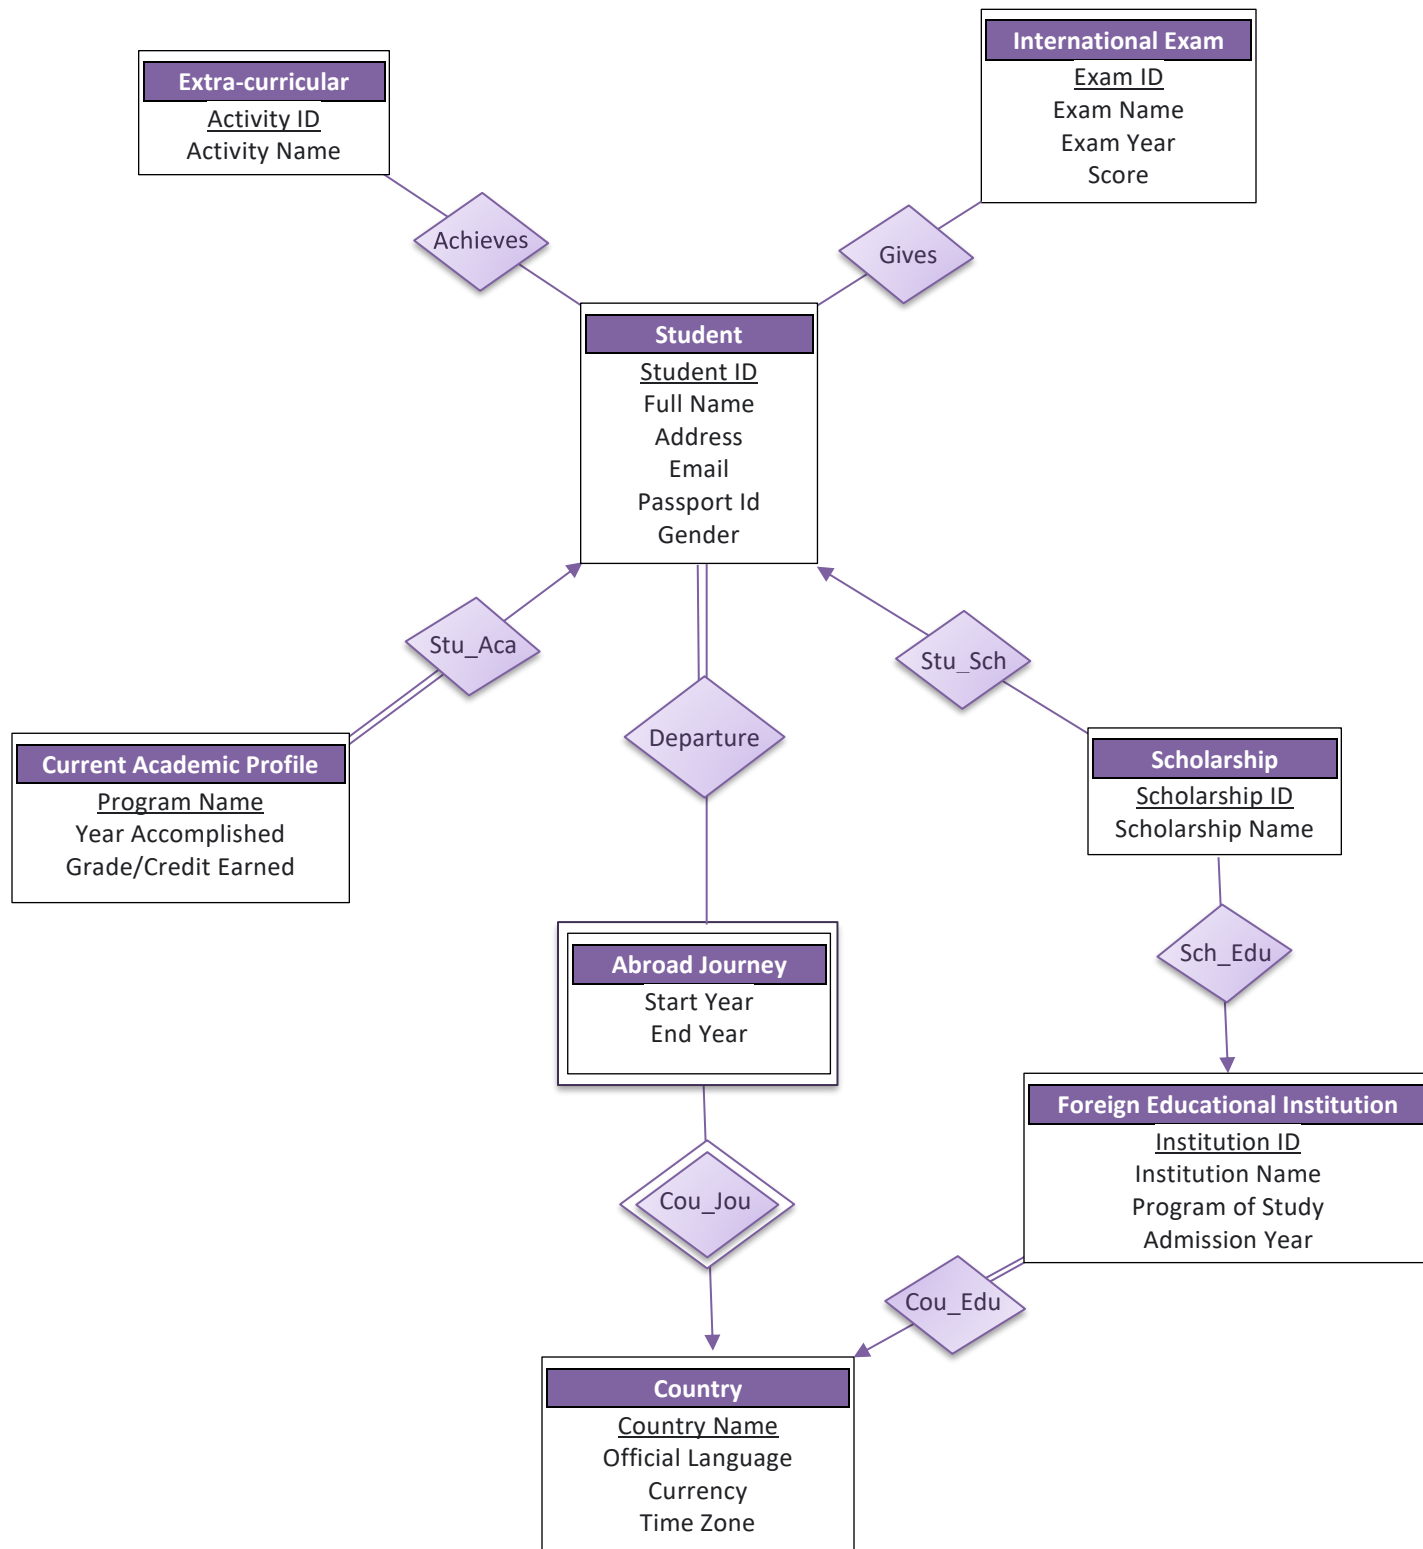 International Exam
Exam ID
Exam Name
Exam Year
Score
Extra-curricular
Activity ID
Activity Name
Achieves
Gives
Student
Student ID
Full Name
Address
Email
Passport Id
Gender
Stu_Aca
Stu_Sch
Departure
Current Academic Profile
Program Name
Year Accomplished
Grade/Credit Earned
Scholarship
Scholarship ID
Scholarship Name
Sch_Edu
Abroad Journey
Start Year
End Year
Foreign Educational Institution
Institution ID
Institution Name
Program of Study
Admission Year
Cou_Jou
Cou_Edu
Country
Country Name
Official Language
Currency
Time Zone